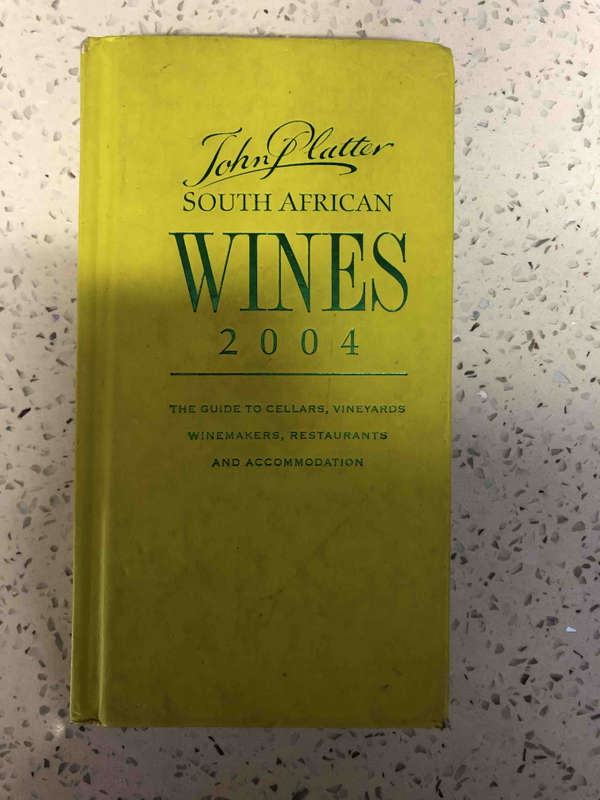 John Platter
SOUTH AFRICAN
WINES
2004
THE GUIDE TO CELLARS, VINEYARDS
WINEMAKERS, RESTAURANTS
AND ACCOMMODATION